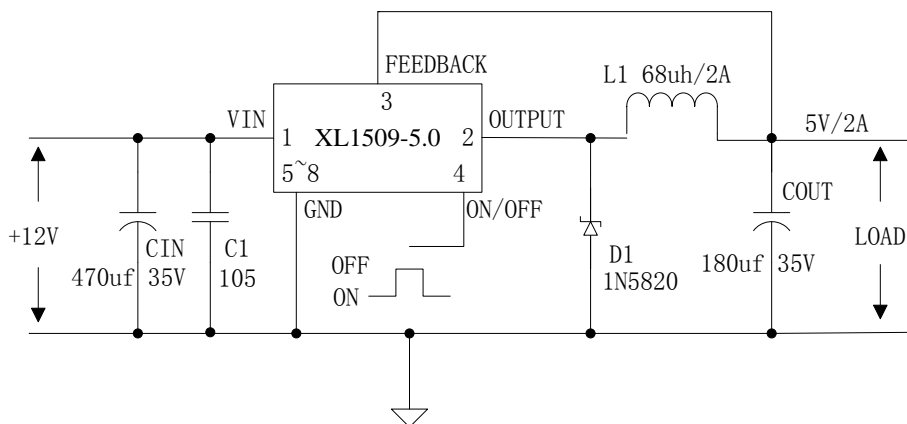 FEEDBACK
L1 68uh/2A
3
VIN
OUTPUT
5V/2A
1
XL1509-5.0
2
5~8
4
GND
ON/OFF
COUT
+12V
CIN
C1
OFF
D1
LOAD
470uf 35V
105
ON
1N5820
180uf 35V